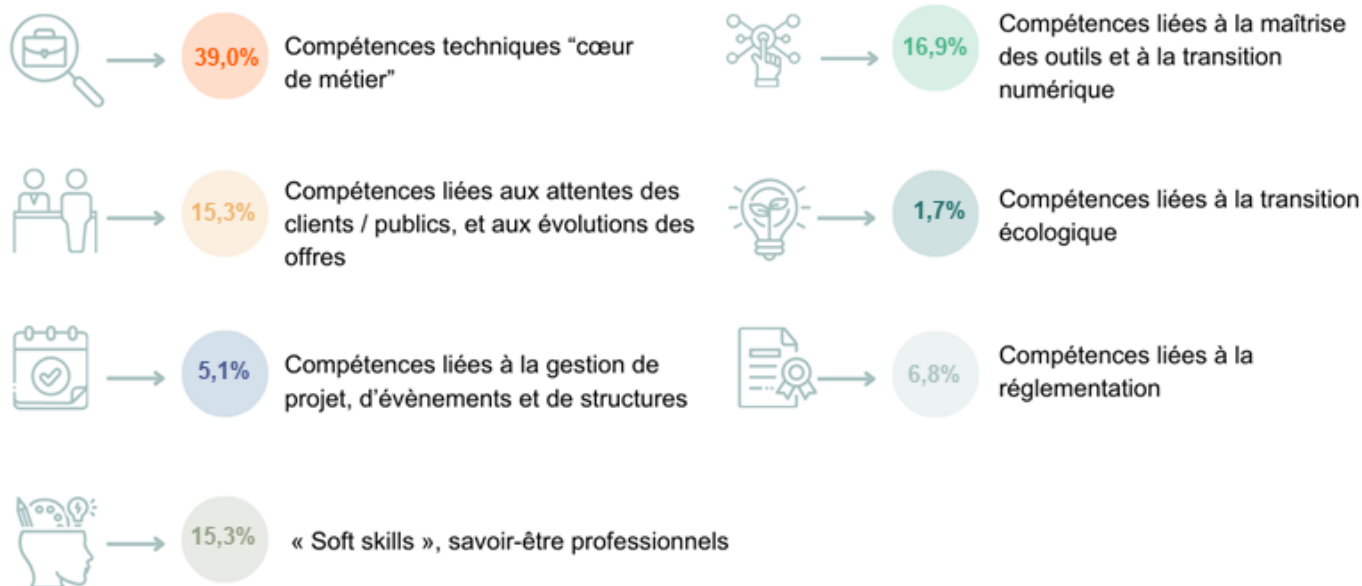 39,0%
Compétences techniques “cœur
de métier”
16,9%
Compétences liées à la maîtrise
des outils et à la transition
numérique
15,3%
Compétences liées aux attentes des
clients / publics, et aux évolutions des
offres
1,7%
Compétences liées à la transition
écologique
5,1%
Compétences liées à la gestion de
projet, d’évènements et de structures
6,8%
Compétences liées à la
réglementation
15,3%
« Soft skills », savoir-être professionnels